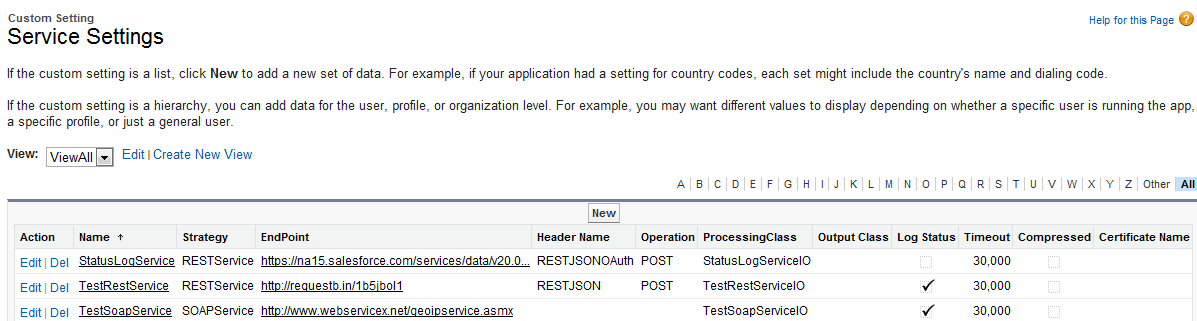 Custom Setting
Help for this Page ?
Service Settings
If the custom setting is a list, click New to add a new set of data. For example, if your application had a setting for country codes, each set might include the country's name and dialing code.
If the custom setting is a hierarchy, you can add data for the user, profile, or organization level. For example, you may want different values to display depending on whether a specific user is running the app,
a specific profile, or just a general user.
View: ViewAll Edit | Create New View
A | B | C | D | E | F | G | H | I | J | K | L | M | N | O | P | Q | R | S | T | U | V | W | X | Y | Z | Other All
New
Action Name ↑ Strategy EndPoint Header Name Operation ProcessingClass Output Class Log Status Timeout Compressed Certificate Name
Edit | Del StatusLogService RESTService https://na15.salesforce.com/services/data/v20.0... RESTJSONOAuth POST StatusLogServiceIO 30,000
Edit | Del TestRestService RESTService http://requestb.in/1b5jbol1 RESTJSON POST TestRestServiceIO ✓ 30,000
Edit | Del TestSoapService SOAPService http://www.webservicex.net/geoipservice.asmx TestSoapServiceIO ✓ 30,000